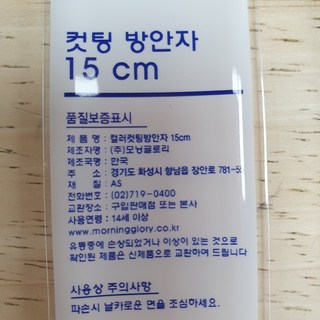 컷팅 방안자
15 cm
품질보증표시
제 품 명 : 컬러컷팅방안자 15cm
제조자명 : (주)모닝글로리
제조국명 : 한국
주 소 : 경기도 화성시 향남읍 장안로
재 질 : AS
전화번호 : (02)719-0400
교환장소 : 구입판매점 또는 본사
사용연령 : 14세 이상
www.morningglory.co.kr
유통중에 손상되었거나 이상이 있는 것으로
확인된 제품은 신제품으로 교환하여 드립니다
사용상 주의사항
파손시 날카로운 면을 조심하세요.